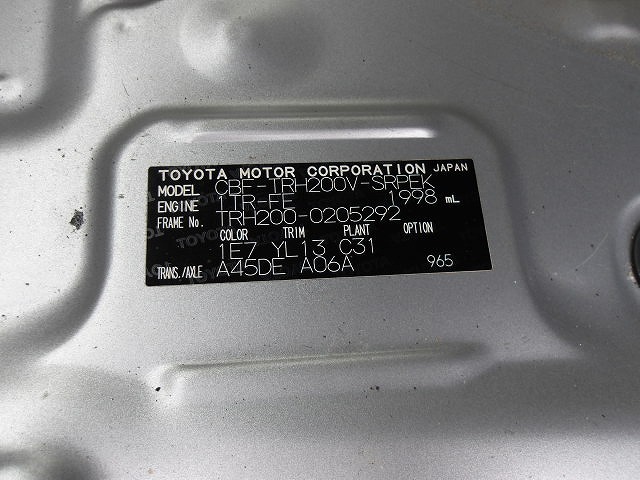 TOYOTA MOTOR CORPORATION JAPAN
MODEL CBF-TRH200V-SRPEK
ENGINE 1TR-FE 1998 mL
FRAME No. TRH200-0205292
COLOR TRIM PLANT OPTION
1E7 YL13 C31
TRANS./AXLE A45DE A06A 965